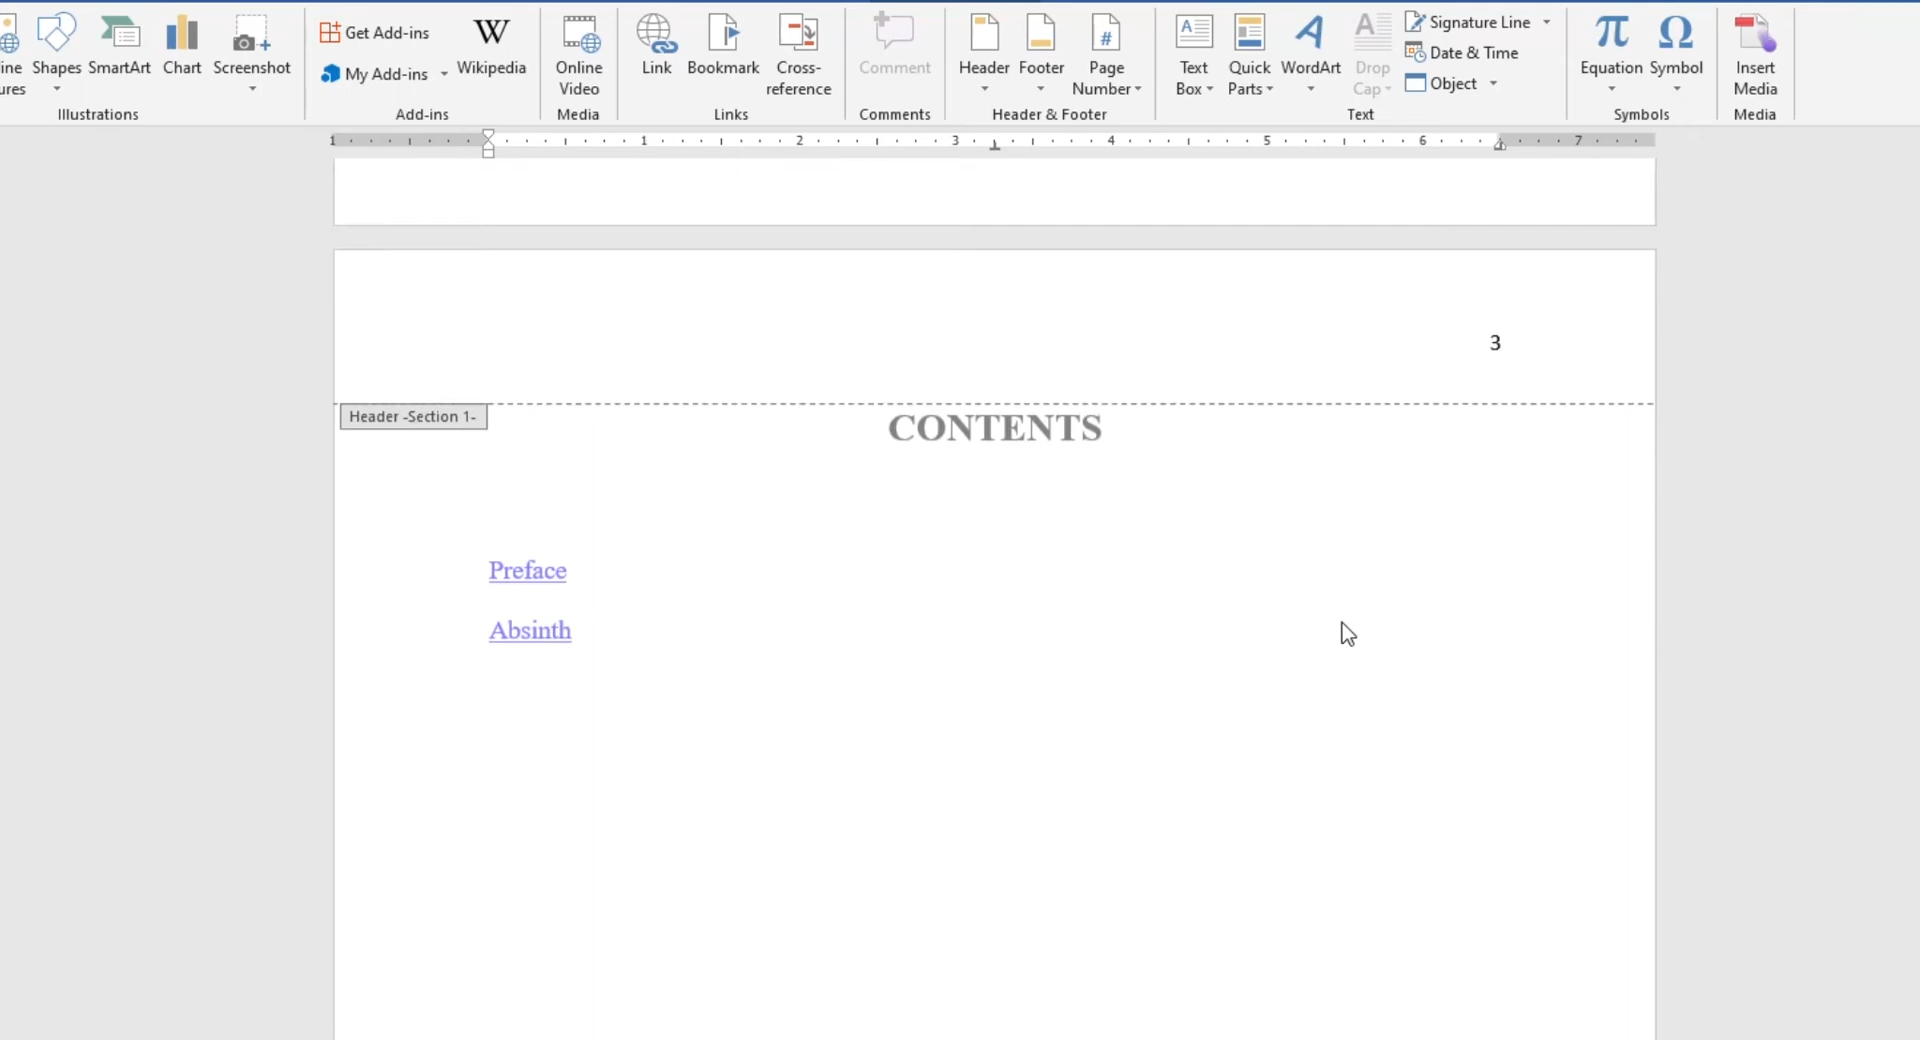 ine
ures
Shapes
SmartArt
Chart
Screenshot
Illustrations
Get Add-ins
My Add-ins
Wikipedia
Add-ins
Online
Video
Media
Link
Bookmark
Cross-
reference
Links
Comment
Comments
Header
Footer
Page
Number
Header & Footer
Text
Box
Quick
Parts
WordArt
Drop
Cap
Signature Line
Date & Time
Object
Text
Equation
Symbol
Symbols
Insert
Media
Media
1 1 2 3 4 5 6 7
3
Header -Section 1-
CONTENTS
Preface
Absinth